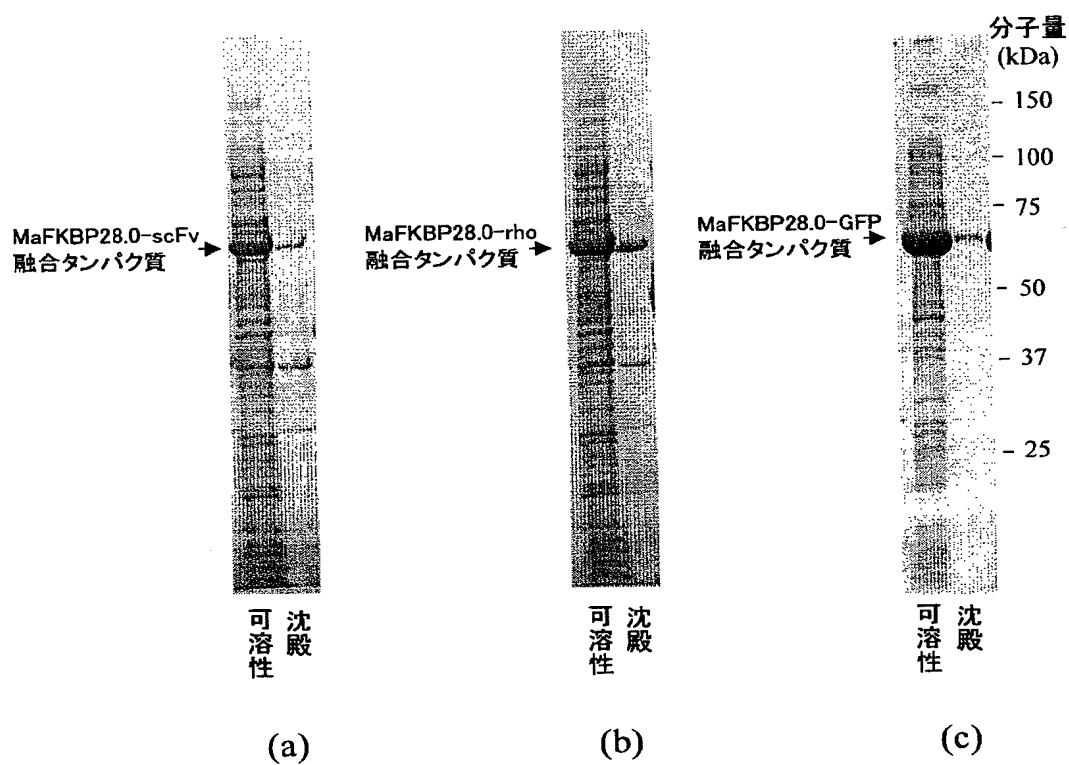 分子量
(kDa)
– 150
– 100
– 75
– 50
– 37
– 25
MaFKBP28.0-scFv
融合タンパク質
MaFKBP28.0-rho
融合タンパク質
MaFKBP28.0-GFP
融合タンパク質
可溶性
沈殿
可溶性
沈殿
可溶性
沈殿
(a)
(b)
(c)